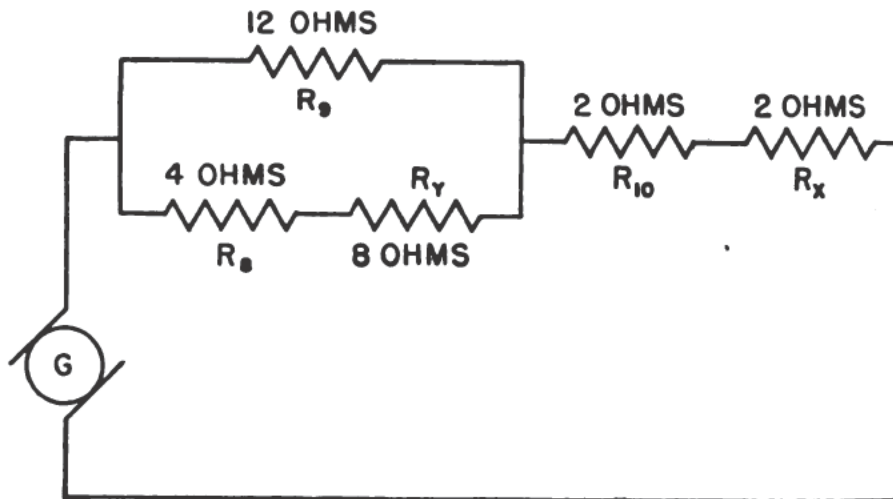 12 OHMS
R9
2 OHMS
2 OHMS
R10
RX
4 OHMS
RY
R8
8 OHMS
G